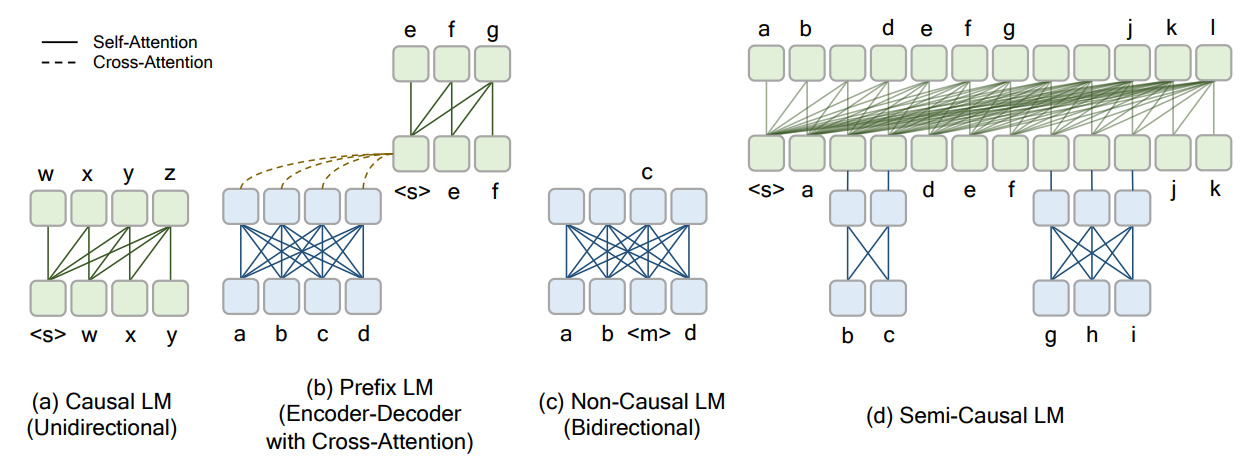 Self-Attention
Cross-Attention
e f g
a b d e f g j k l
w x y z
<s> e f
c
<s> a d e f j k
<s> w x y
a b c d
a b <m> d
b c
g h i
(a) Causal LM
(Unidirectional)
(b) Prefix LM
(Encoder-Decoder
with Cross-Attention)
(c) Non-Causal LM
(Bidirectional)
(d) Semi-Causal LM